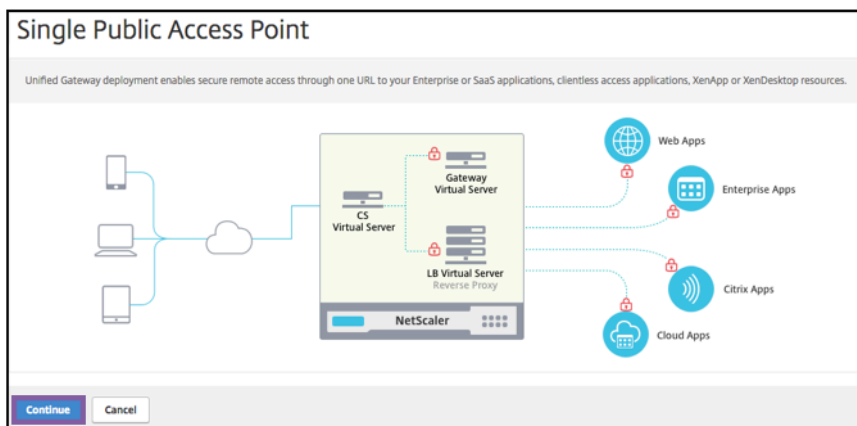 Single Public Access Point
Unified Gateway deployment enables secure remote access through one URL to your Enterprise or SaaS applications, clientless access applications, XenApp or XenDesktop resources.
Web Apps
Gateway
Virtual Server
Enterprise Apps
CS
Virtual Server
LB Virtual Server
Reverse Proxy
Citrix Apps
NetScaler
Cloud Apps
Continue
Cancel